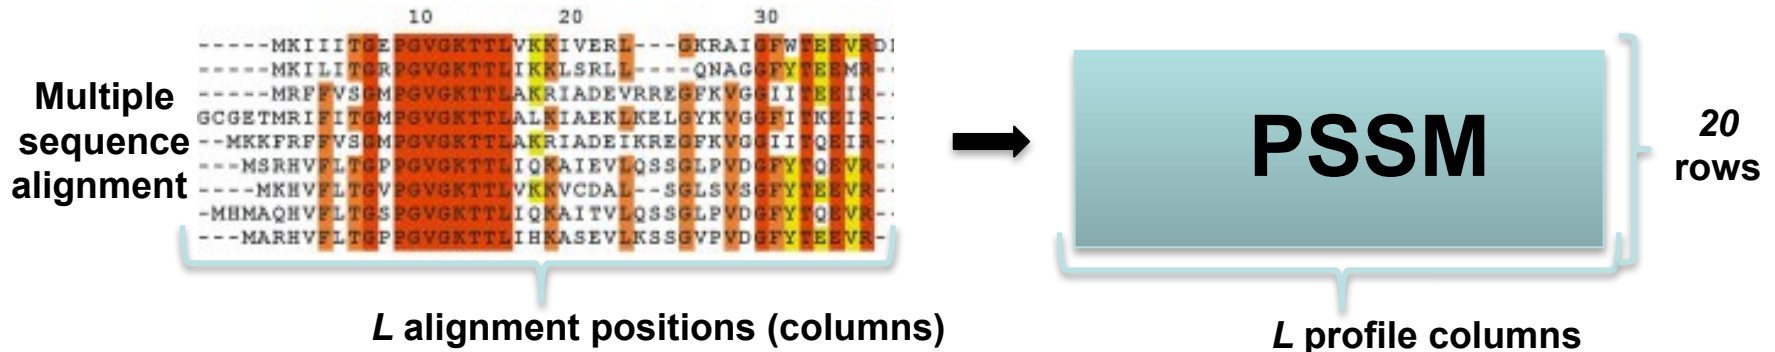 10 20 30
-----MKIIITGEPGVGKTTLVKKIVERL---GKRAIGFWTEEVRD
-----MKILITGRPGVGKTTLIKKLSRLL----QNAGGFYTEEMR-
-----MRFFVSGMPGVGKTTLAKRIADEVRREGFKVGGIITEEIR-
GCGETMRIFITGMPGVGKTTLALKIAEKLKELGYKVGGFITKEIR-
--MKKFRFFVSGMPGVGKTTLAKRIADEIKREGFKVGGIITQEIR-
---MSRHVFLTGPPGVGKTTLIQKAIEVLQSSGLPVDGFYTQEVR-
----MKHVFLTGVPGVGKTTLVKKVCDAL--SGLSVSGFYTEEVR-
-MHMAQHVFLTGSPGVGKTTLIQKAITVLQSSGLPVDGFYTQEVR-
---MARHVFLTGPPGVGKTTLIHKASEVLKSSGVPVDGFYTEEVR-
Multiple
sequence
alignment
L alignment positions (columns)
PSSM
20
rows
L profile columns